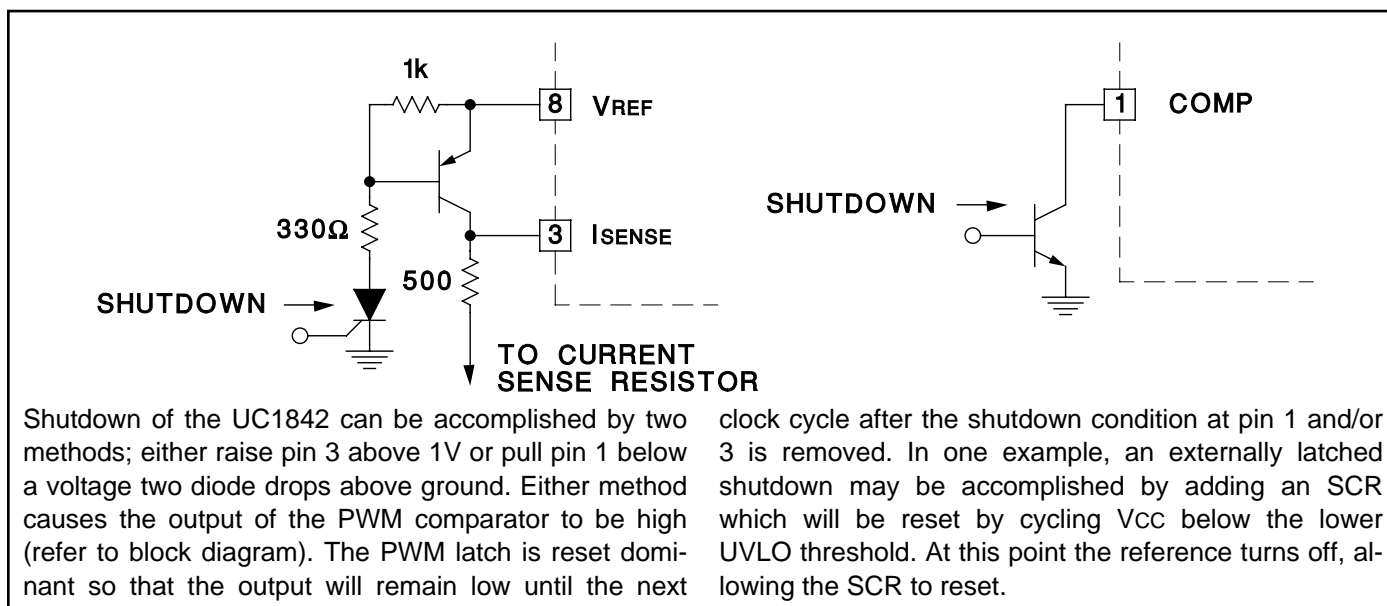 1k
8 VREF
330Ω
3 ISENSE
500
SHUTDOWN
TO CURRENT
SENSE RESISTOR
1 COMP
SHUTDOWN
Shutdown of the UC1842 can be accomplished by two
methods; either raise pin 3 above 1V or pull pin 1 below
a voltage two diode drops above ground. Either method
causes the output of the PWM comparator to be high
(refer to block diagram). The PWM latch is reset domi-
nant so that the output will remain low until the next
clock cycle after the shutdown condition at pin 1 and/or
3 is removed. In one example, an externally latched
shutdown may be accomplished by adding an SCR
which will be reset by cycling VCC below the lower
UVLO threshold. At this point the reference turns off, al-
lowing the SCR to reset.